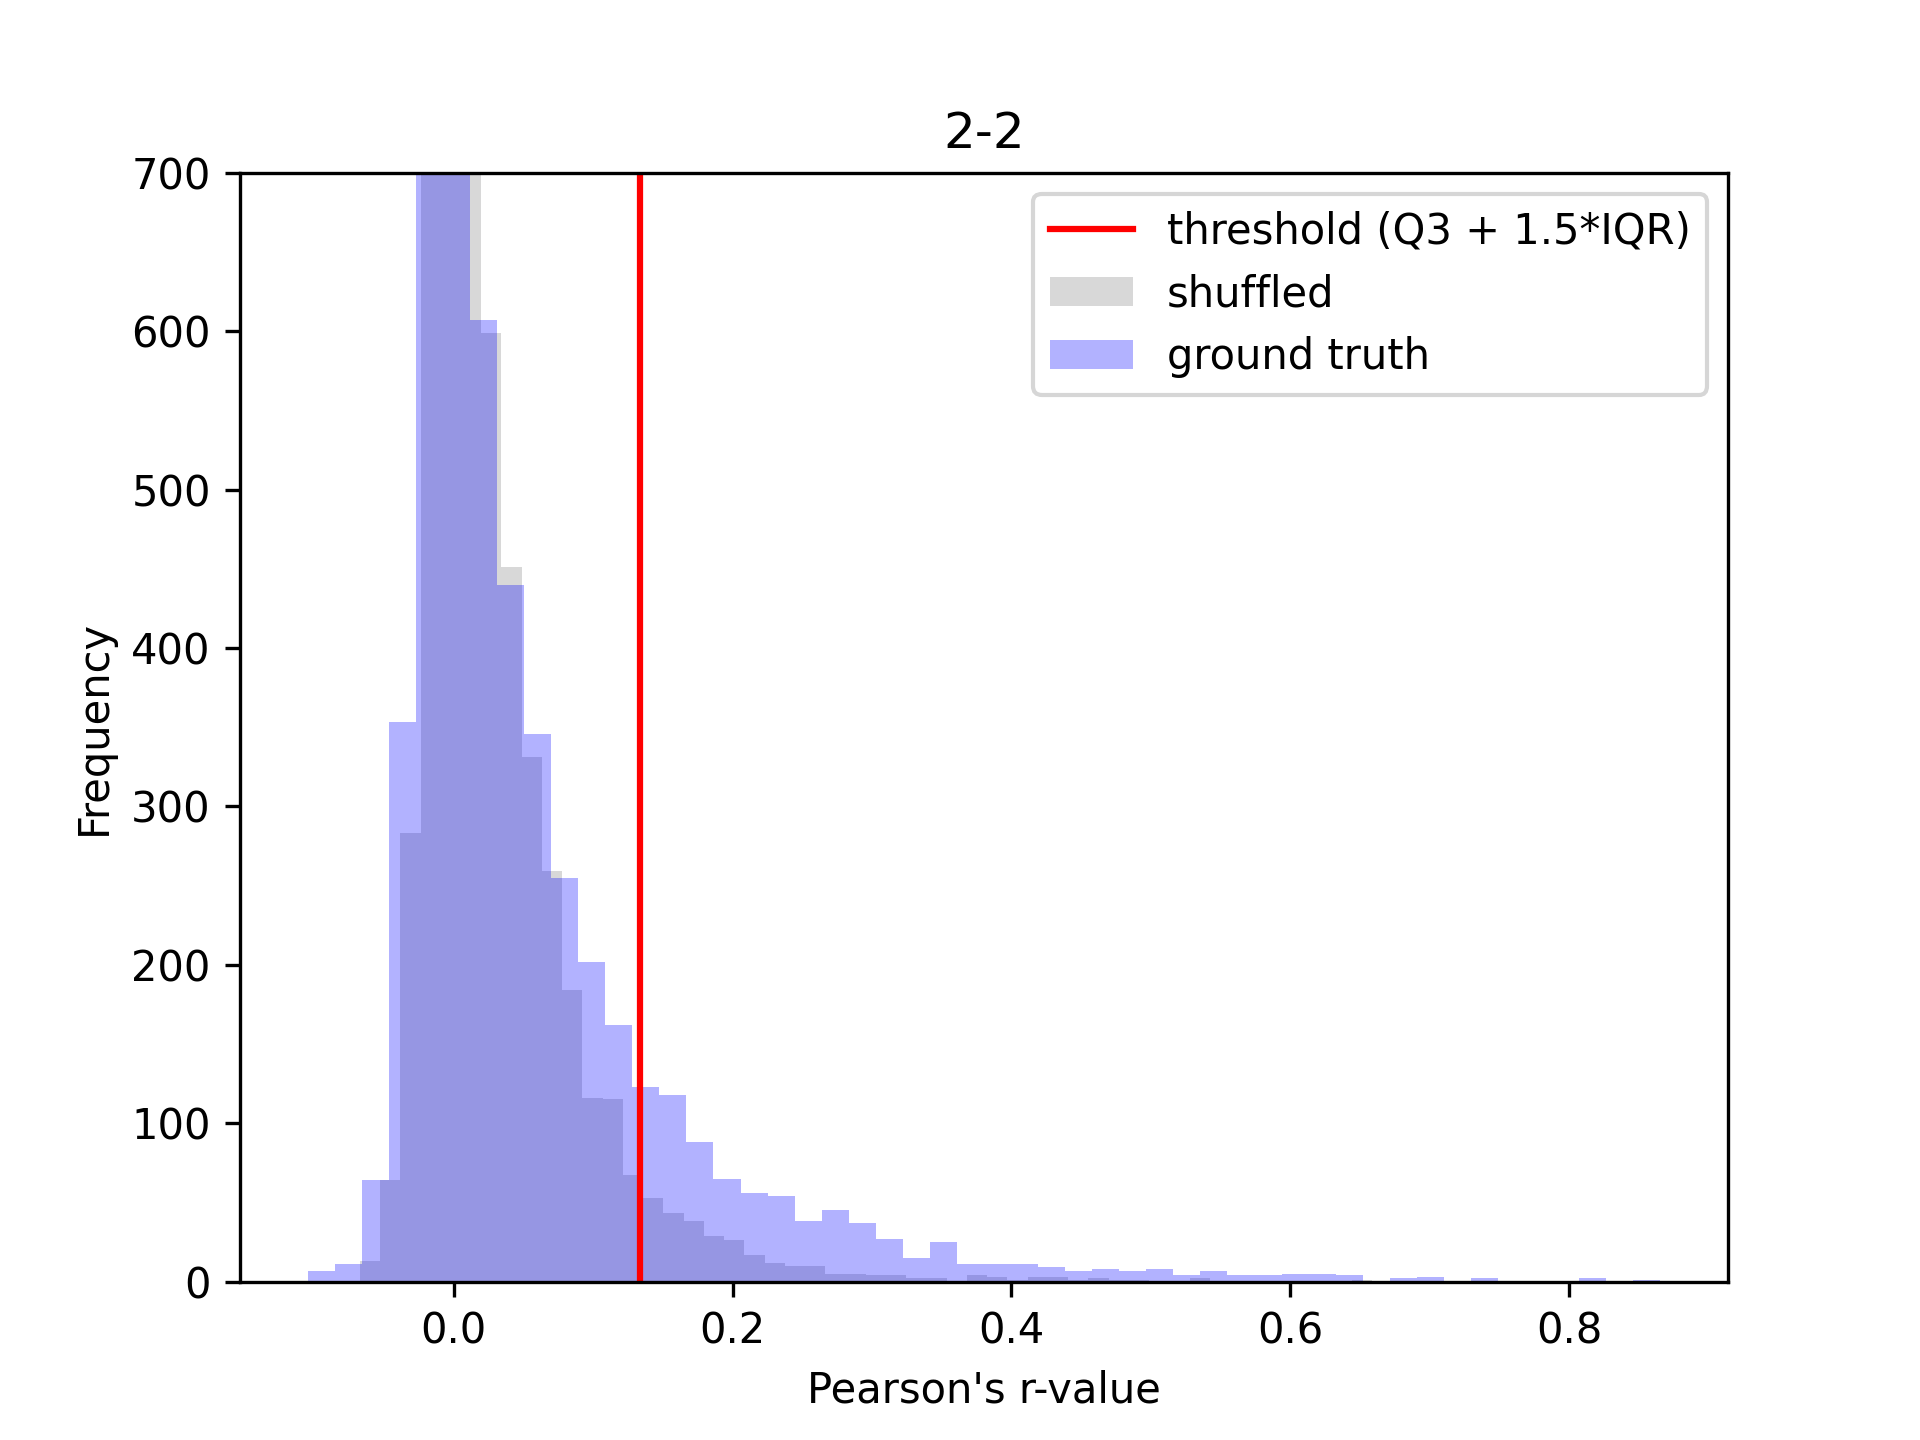 2-2
700
600
500
400
300
200
100
0
Frequency
threshold (Q3 + 1.5*IQR)
shuffled
ground truth
0.0 0.2 0.4 0.6 0.8
Pearson's r-value